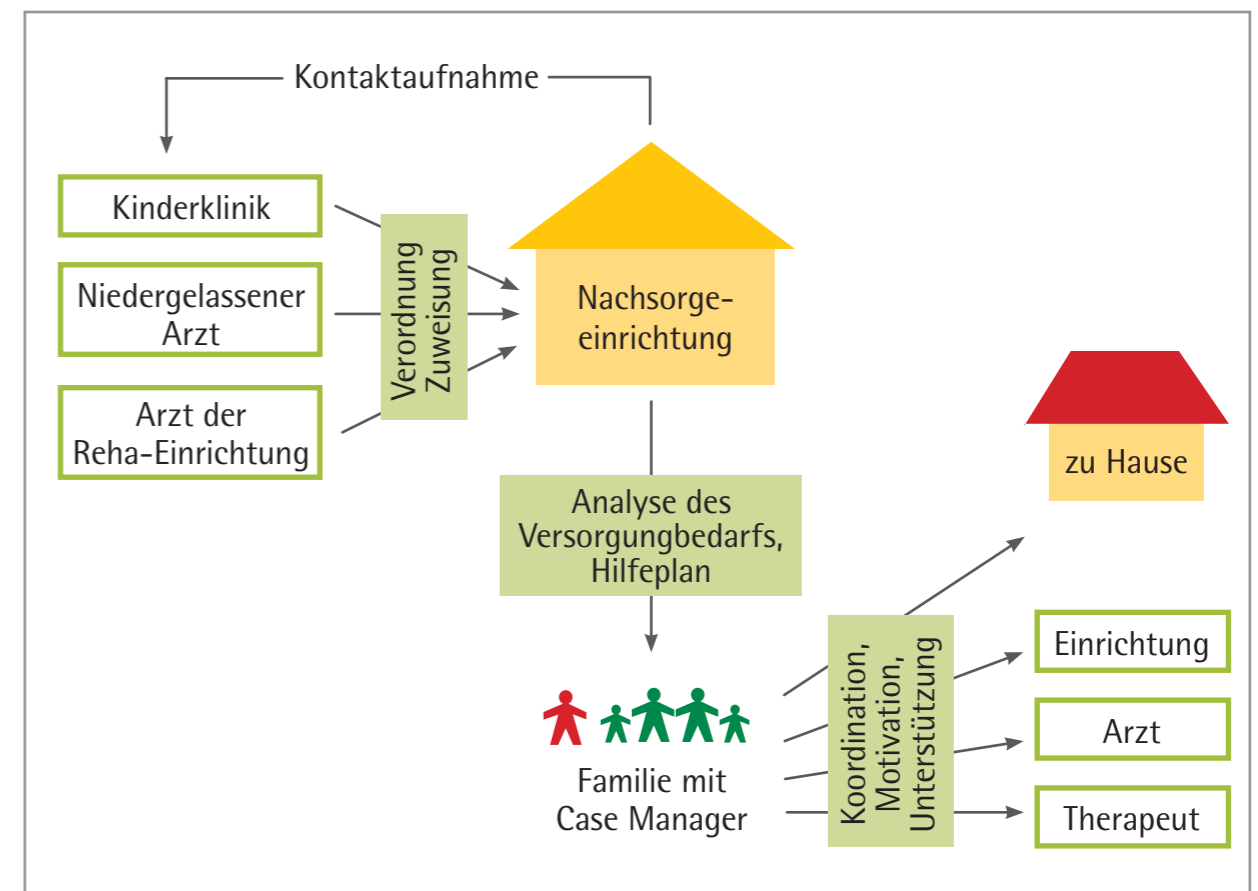 Kontaktaufnahme
Kinderklinik
Niedergelassener
Arzt
Arzt der
Reha-Einrichtung
Verordnung
Zuweisung
Nachsorge-
einrichtung
Analyse des
Versorgungbedarfs,
Hilfeplan
Familie mit
Case Manager
Koordination,
Motivation,
Unterstützung
zu Hause
Einrichtung
Arzt
Therapeut